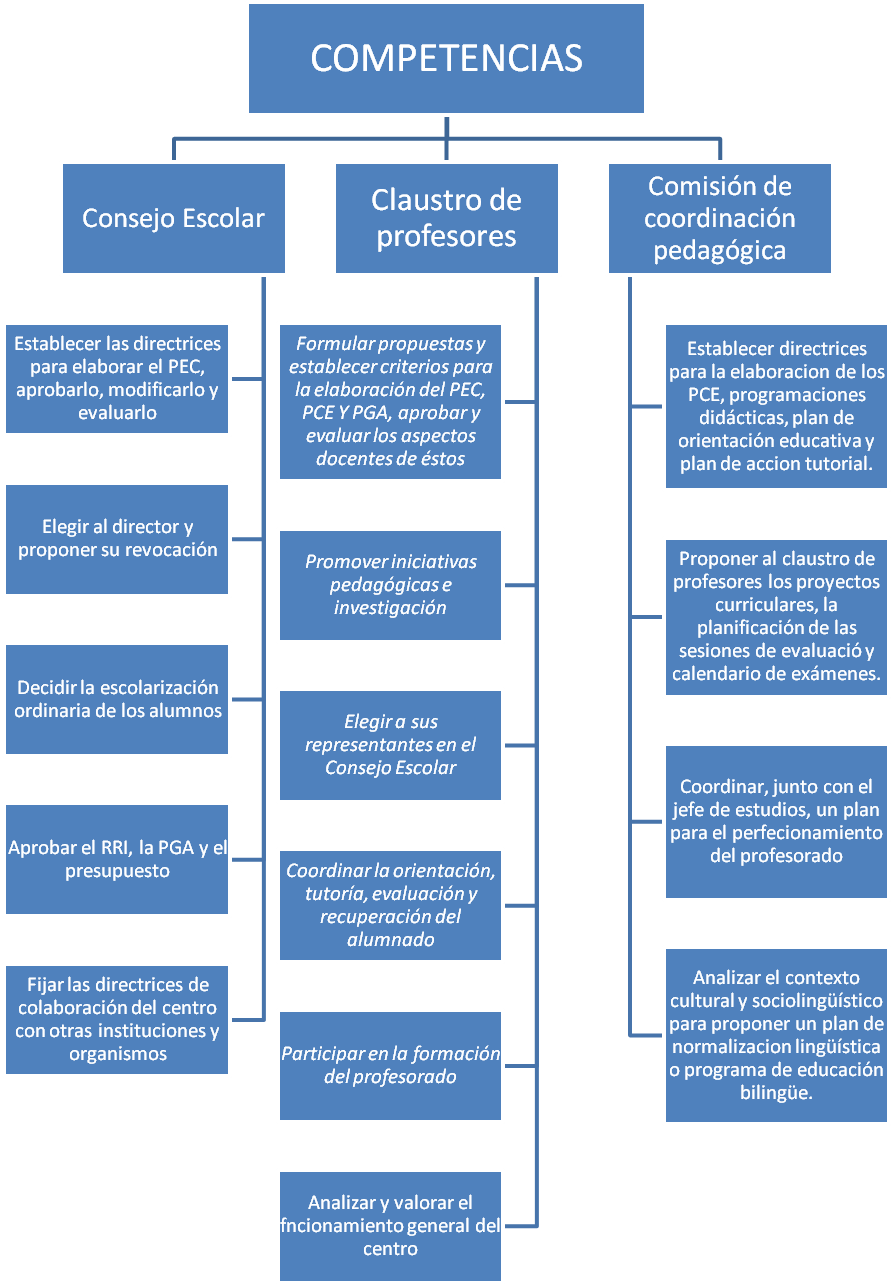 COMPETENCIAS
Consejo Escolar
Establecer las directrices
para elaborar el PEC,
aprobarlo, modificarlo y
evaluarlo
Elegir al director y
proponer su revocación
Decidir la escolarización
ordinaria de los alumnos
Aprobar el RRI, la PGA y el
presupuesto
Fijar las directrices de
colaboración del centro
con otras instituciones y
organismos
Claustro de
profesores
Formular propuestas y
establecer criterios para
la elaboración del PEC,
PCE Y PGA, aprobar y
evaluar los aspectos
docentes de éstos
Promover iniciativas
pedagógicas e
investigación
Elegir a sus
representantes en el
Consejo Escolar
Coordinar la orientación,
tutoría, evaluación y
recuperación del
alumnado
Participar en la formación
del profesorado
Analizar y valorar el
fncionamiento general del
centro
Comisión de
coordinación
pedagógica
Establecer directrices
para la elaboracion de los
PCE, programaciones
didácticas, plan de
orientación educativa y
plan de accion tutorial.
Proponer al claustro de
profesores los proyectos
curriculares, la
planificación de las
sesiones de evaluació y
calendario de exámenes.
Coordinar, junto con el
jefe de estudios, un plan
para el perfecionamiento
del profesorado
Analizar el contexto
cultural y sociolingüístico
para proponer un plan de
normalizacion lingüística
o programa de educación
bilingüe.